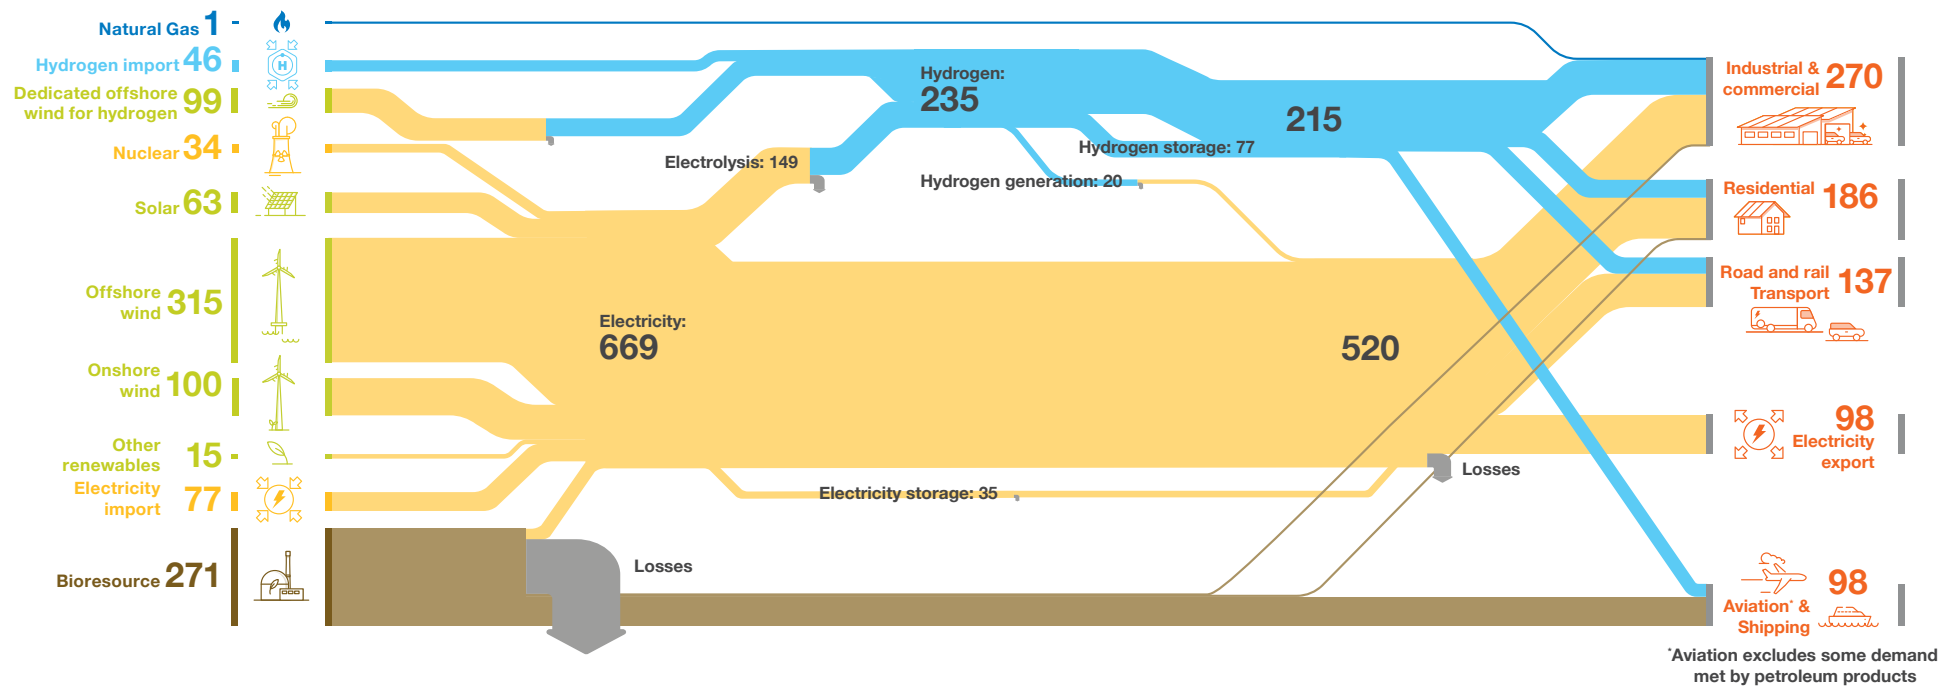 Natural Gas 1
Hydrogen import 46
Dedicated offshore
wind for hydrogen 99
Nuclear 34
Solar 63
Offshore
wind 315
Onshore
wind 100
Other
renewables 15
Electricity
import 77
Bioresource 271
H
Hydrogen:
235
215
Electrolysis: 149
Hydrogen storage: 77
Hydrogen generation: 20
Electricity:
669
520
Electricity storage: 35
Losses
Losses
Industrial &
commercial 270
Residential 186
Road and rail
Transport 137
98
Electricity
export
98
Aviation* &
Shipping
*Aviation excludes some demand
met by petroleum products